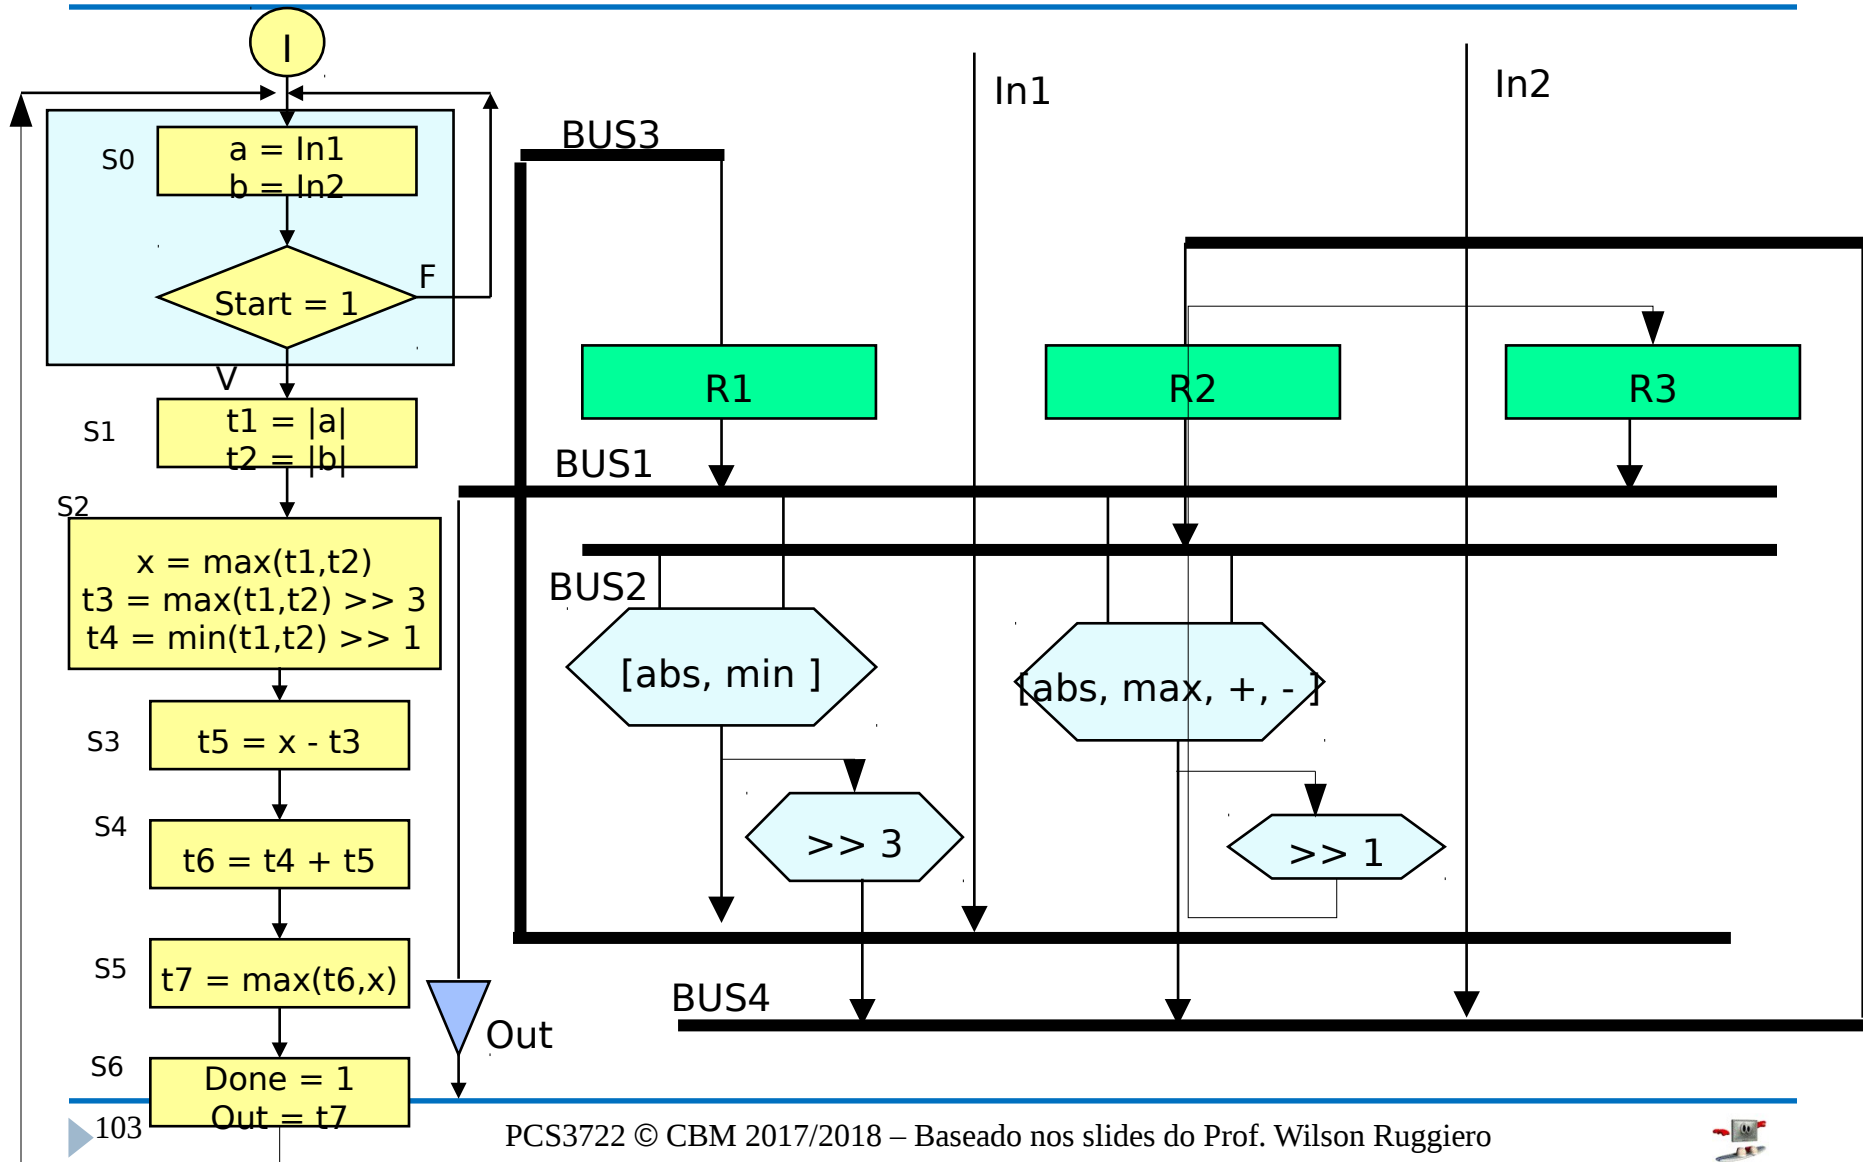 I
S0
a = In1
b = In2
Start = 1
F
V
S1
t1 = |a|
t2 = |b|
S2
x = max(t1,t2)
t3 = max(t1,t2) >> 3
t4 = min(t1,t2) >> 1
S3
t5 = x - t3
S4
t6 = t4 + t5
S5
t7 = max(t6,x)
S6
Done = 1
Out = t7
In1
In2
BUS3
R1
R2
R3
BUS1
BUS2
[abs, min ]
[abs, max, +, - ]
>> 3
>> 1
BUS4
Out
103
PCS3722 © CBM 2017/2018 – Baseado nos slides do Prof. Wilson Ruggiero